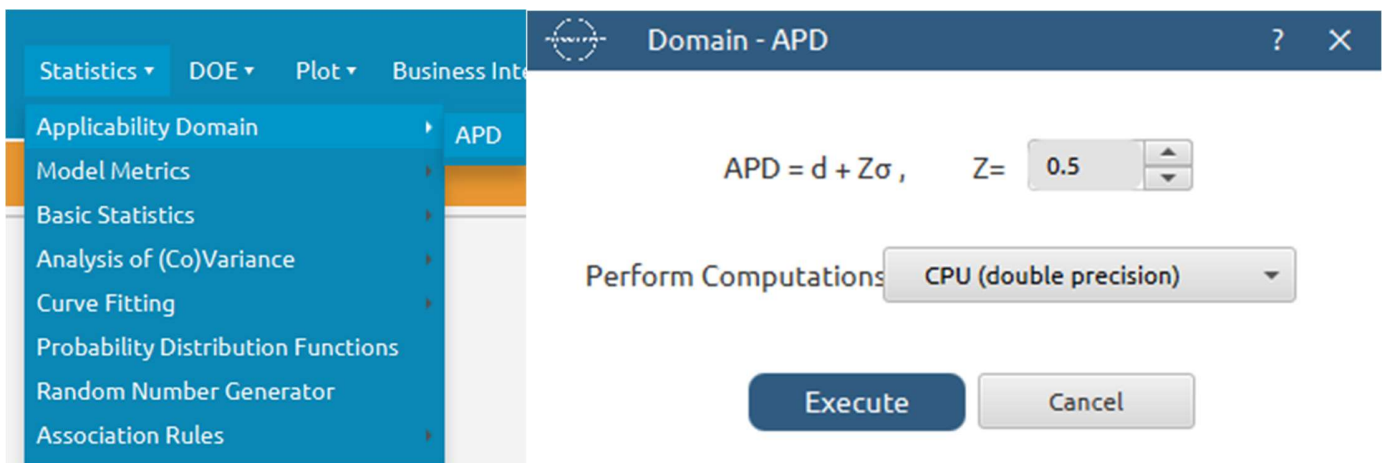 Statistics ▾ DOE ▾ Plot ▾ Business Inte
Applicability Domain
APD
Model Metrics
Basic Statistics
Analysis of (Co)Variance
Curve Fitting
Probability Distribution Functions
Random Number Generator
Association Rules
Domain - APD ? ×
APD = d + Zσ , Z= 0.5
Perform Computations CPU (double precision)
Execute Cancel